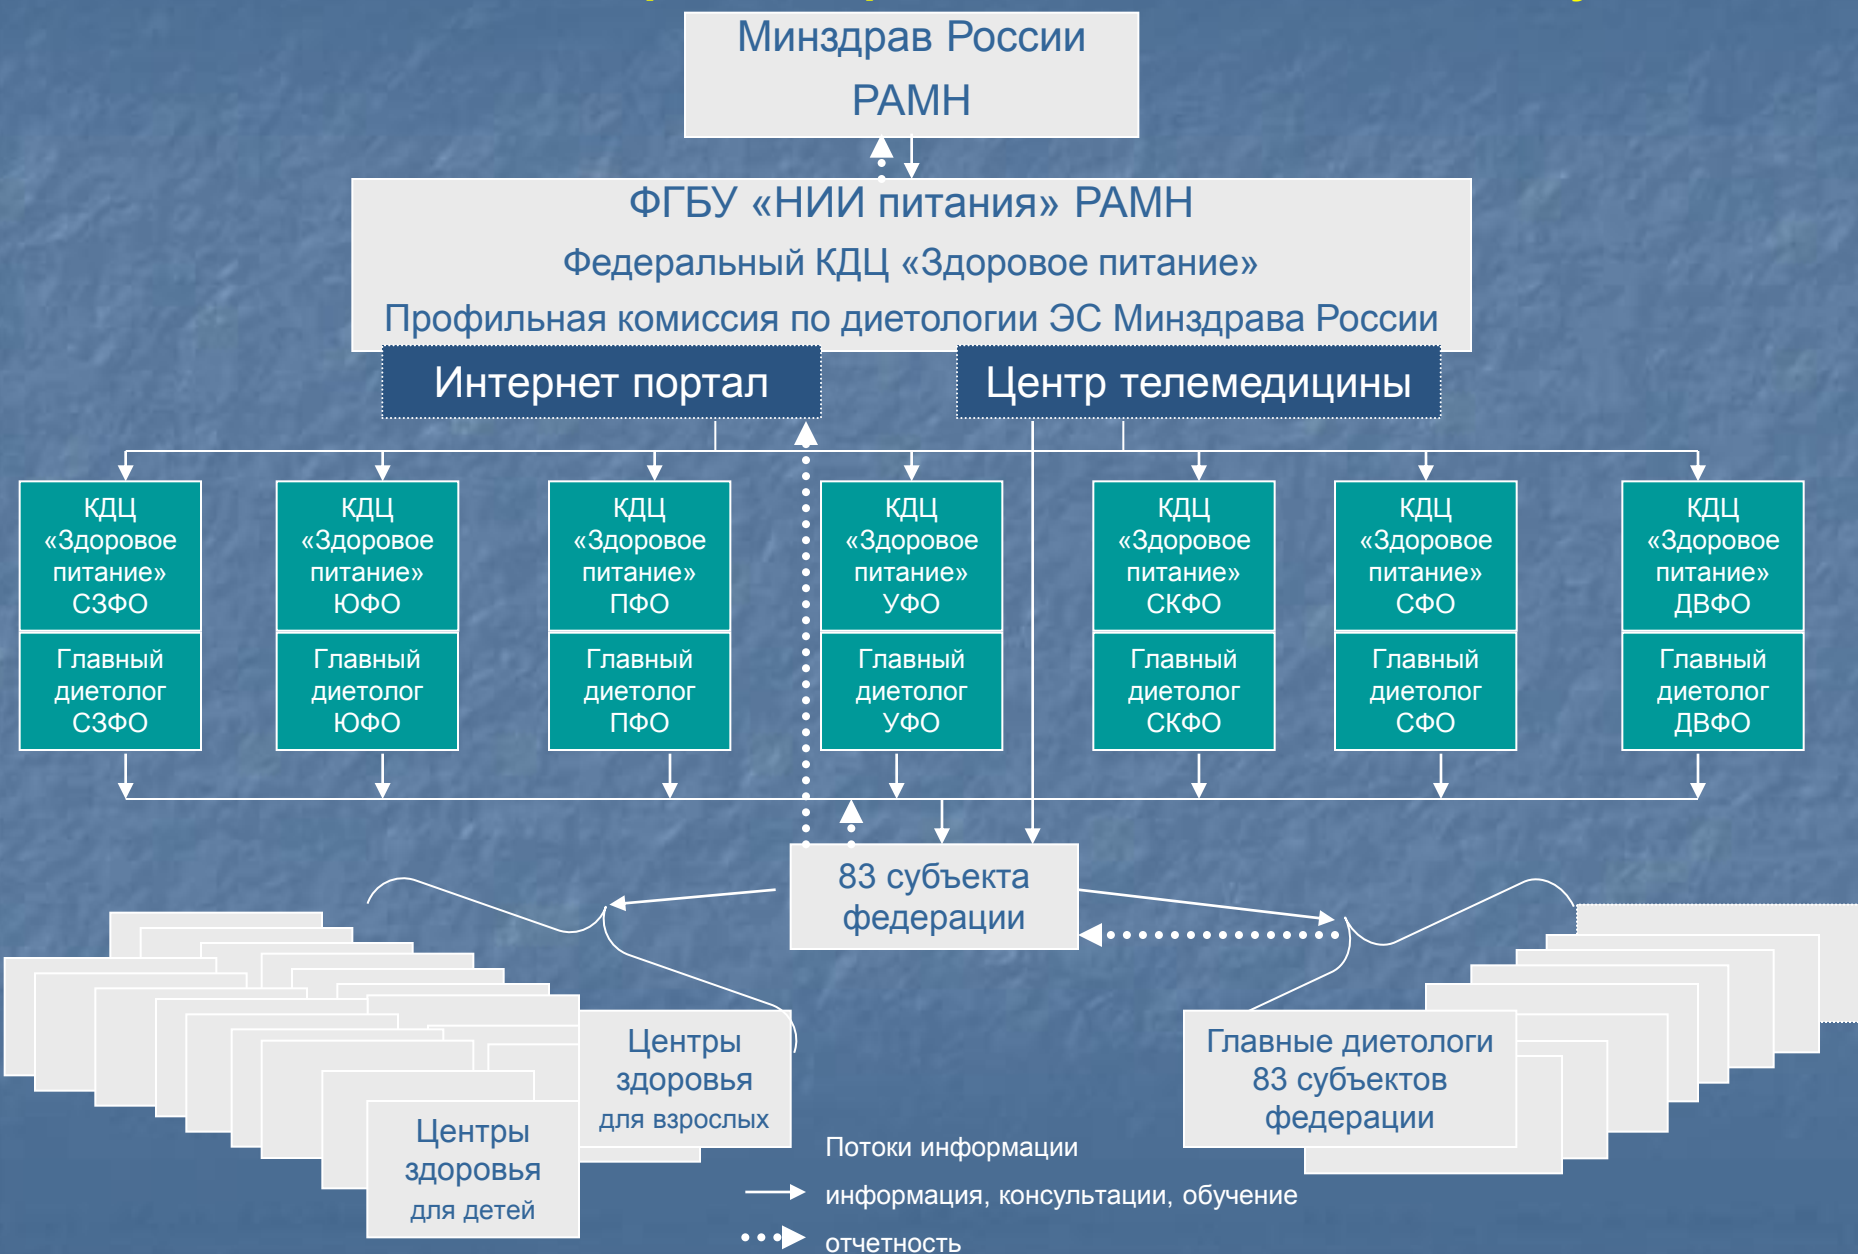 Минздрав России
РАМН
ФГБУ «НИИ питания» РАМН
Федеральный КДЦ «Здоровое питание»
Профильная комиссия по диетологии ЭС Минздрава России
Интернет портал
Центр телемедицины
КДЦ
«Здоровое
питание»
СЗФО
КДЦ
«Здоровое
питание»
ЮФО
КДЦ
«Здоровое
питание»
ПФО
КДЦ
«Здоровое
питание»
УФО
КДЦ
«Здоровое
питание»
СКФО
КДЦ
«Здоровое
питание»
СФО
КДЦ
«Здоровое
питание»
ДВФО
Главный
диетолог
СЗФО
Главный
диетолог
ЮФО
Главный
диетолог
ПФО
Главный
диетолог
УФО
Главный
диетолог
СКФО
Главный
диетолог
СФО
Главный
диетолог
ДВФО
83 субъекта
федерации
Центры
здоровья
для взрослых
Центры
здоровья
для детей
Главные диетологи
83 субъектов
федерации
Потоки информации
информация, консультации, обучение
отчетность